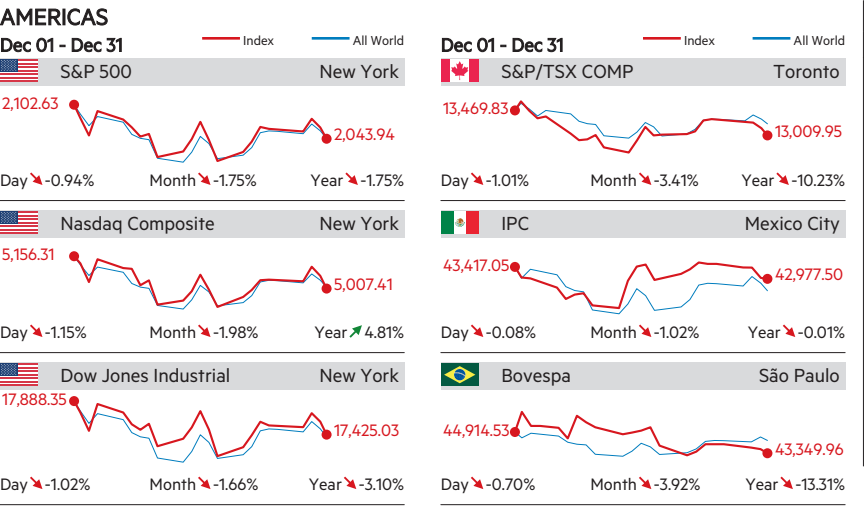 AMERICAS
Dec 01 - Dec 31 Index All World
S&P 500 New York
2,102.63
2,043.94
Day -0.94% Month -1.75% Year -1.75%
Nasdaq Composite New York
5,156.31
5,007.41
Day -1.15% Month -1.98% Year 4.81%
Dow Jones Industrial New York
17,888.35
17,425.03
Day -1.02% Month -1.66% Year -3.10%
Dec 01 - Dec 31 Index All World
S&P/TSX COMP Toronto
13,469.83
13,009.95
Day -1.01% Month -3.41% Year -10.23%
IPC Mexico City
43,417.05
42,977.50
Day -0.08% Month -1.02% Year -0.01%
Bovespa São Paulo
44,914.53
43,349.96
Day -0.70% Month -3.92% Year -13.31%